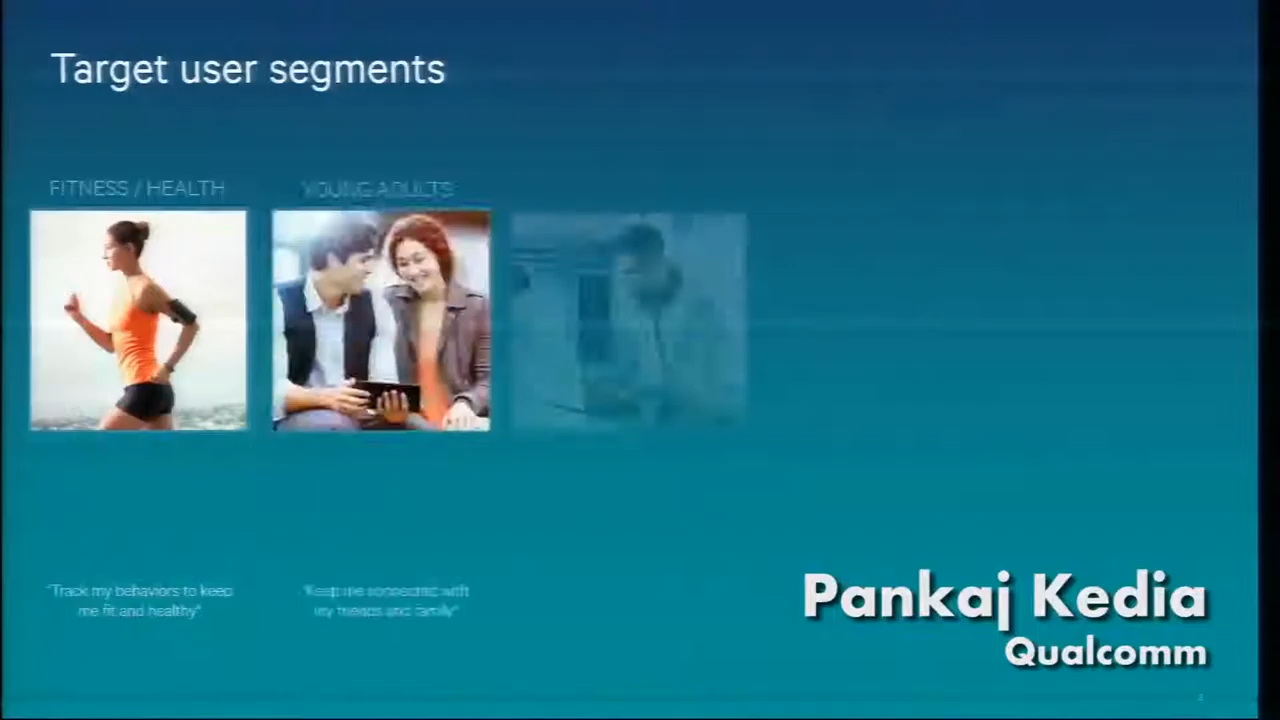 Target user segments
FITNESS / HEALTH
YOUNG ADULTS
"Track my behaviors to keep
me fit and healthy"
"Keep me connected with
my friends and family"
Pankaj Kedia
Qualcomm